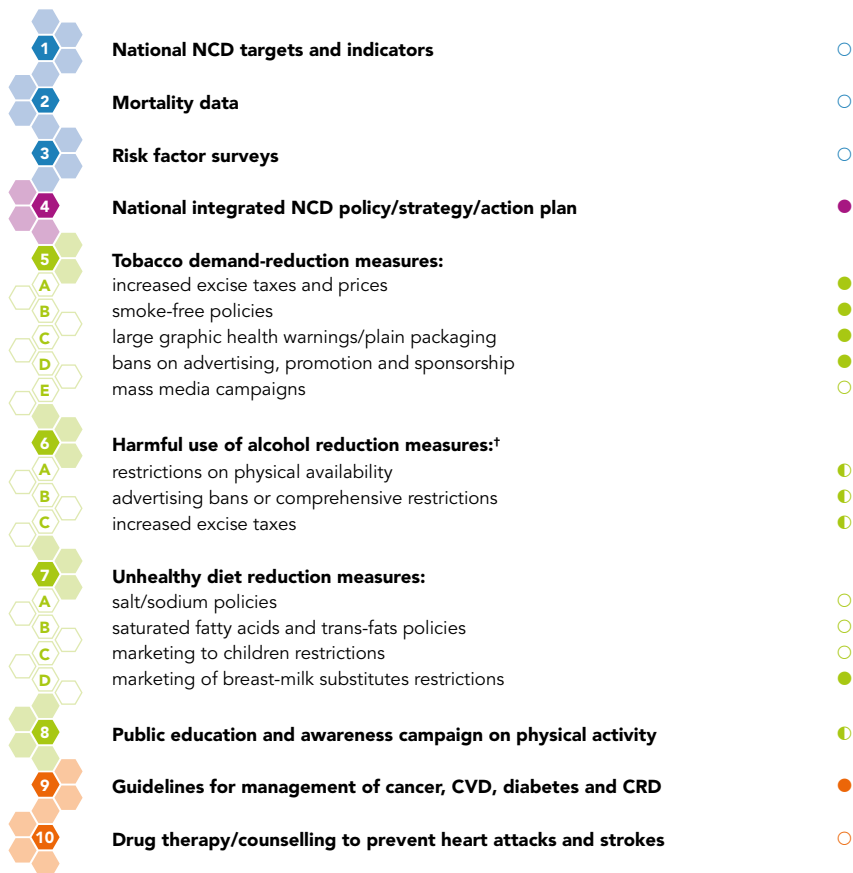 1 National NCD targets and indicators
2 Mortality data
3 Risk factor surveys
4 National integrated NCD policy/strategy/action plan
5 Tobacco demand-reduction measures:
A increased excise taxes and prices
B smoke-free policies
C large graphic health warnings/plain packaging
D bans on advertising, promotion and sponsorship
E mass media campaigns
6 Harmful use of alcohol reduction measures:†
A restrictions on physical availability
B advertising bans or comprehensive restrictions
C increased excise taxes
7 Unhealthy diet reduction measures:
A salt/sodium policies
B saturated fatty acids and trans-fats policies
C marketing to children restrictions
D marketing of breast-milk substitutes restrictions
8 Public education and awareness campaign on physical activity
9 Guidelines for management of cancer, CVD, diabetes and CRD
10 Drug therapy/counselling to prevent heart attacks and strokes